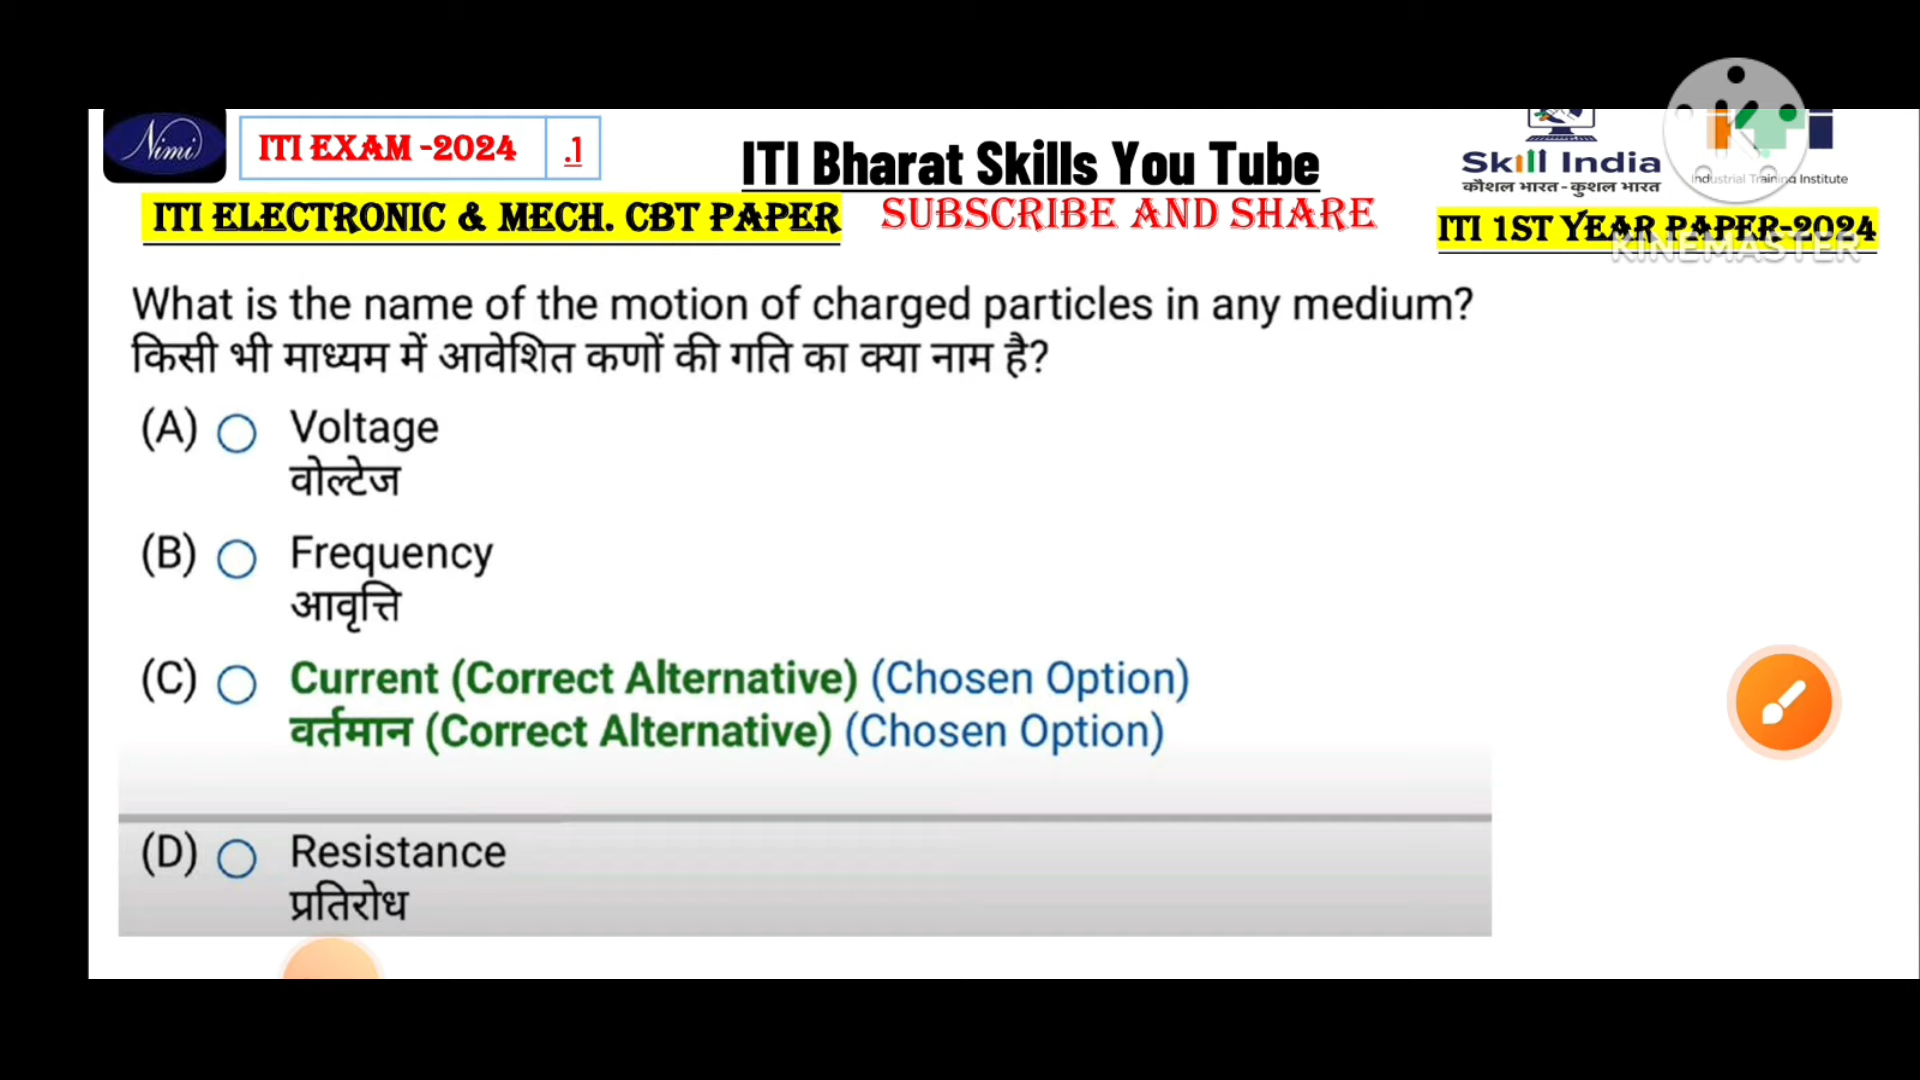 Nimi
ITI EXAM -2024 .1
ITI Bharat Skills You Tube
Skill India
कौशल भारत - कुशल भारत
Industrial Training Institute
ITI ELECTRONIC & MECH. CBT PAPER
SUBSCRIBE AND SHARE
ITI 1ST YEAR PAPER-2024
KINEMASTER
What is the name of the motion of charged particles in any medium?
किसी भी माध्यम में आवेशित कणों की गति का क्या नाम है?
(A) Voltage
वोल्टेज
(B) Frequency
आवृत्ति
(C) Current (Correct Alternative) (Chosen Option)
वर्तमान (Correct Alternative) (Chosen Option)
(D) Resistance
प्रतिरोध